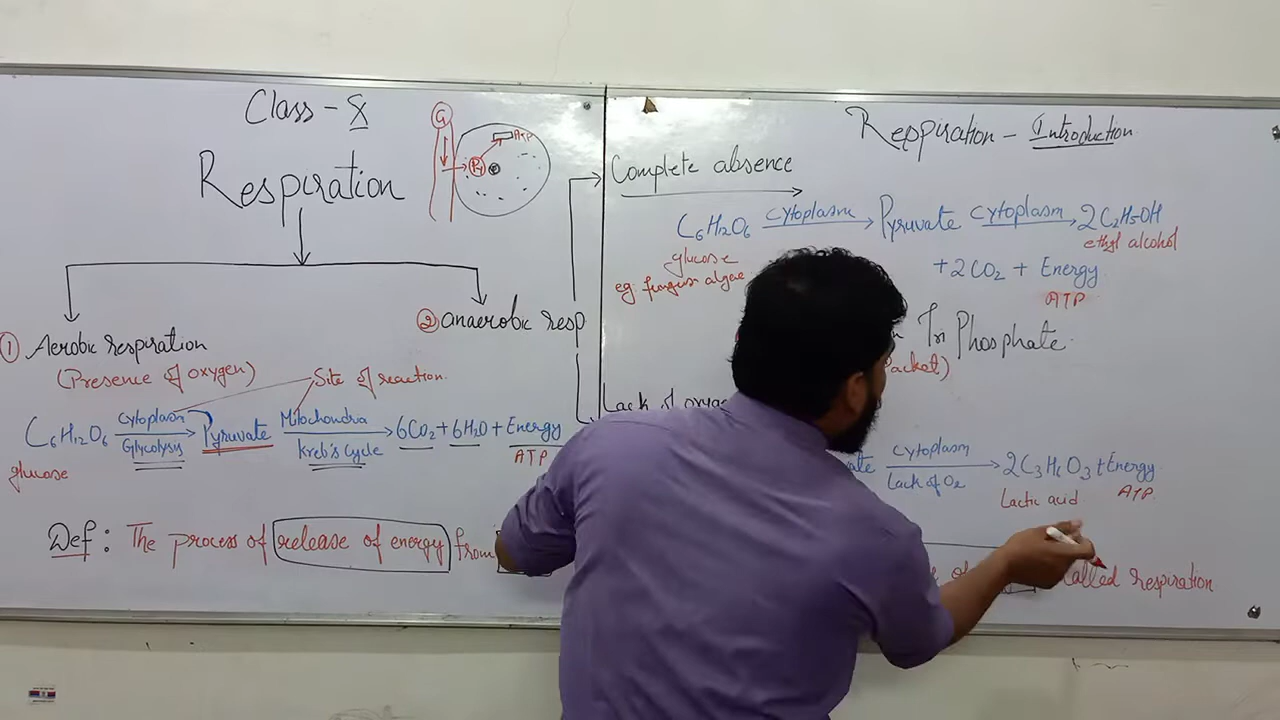 Class - X
Respiration
G
PY
ATP
① Aerobic respiration
(Presence of oxygen)
Site of reaction.
C6H12O6 Cytoplasm Glycolysis Pyruvate Mitochondria Kreb's Cycle 6CO2 + 6H2O + Energy
glucose
ATP
② anaerobic resp
Def : The process of release of energy from
Respiration - Introduction
Complete absence
C6H12O6 Cytoplasm Pyruvate Cytoplasm 2C2H5OH
glucose
ethyl alcohol
eg. fungus algae
+ 2CO2 + Energy
ATP
Tri Phosphate
Lack of
Cytoplasm Lack of O2 2C3H6O3 + Energy
Lactic acid
ATP
Called respiration